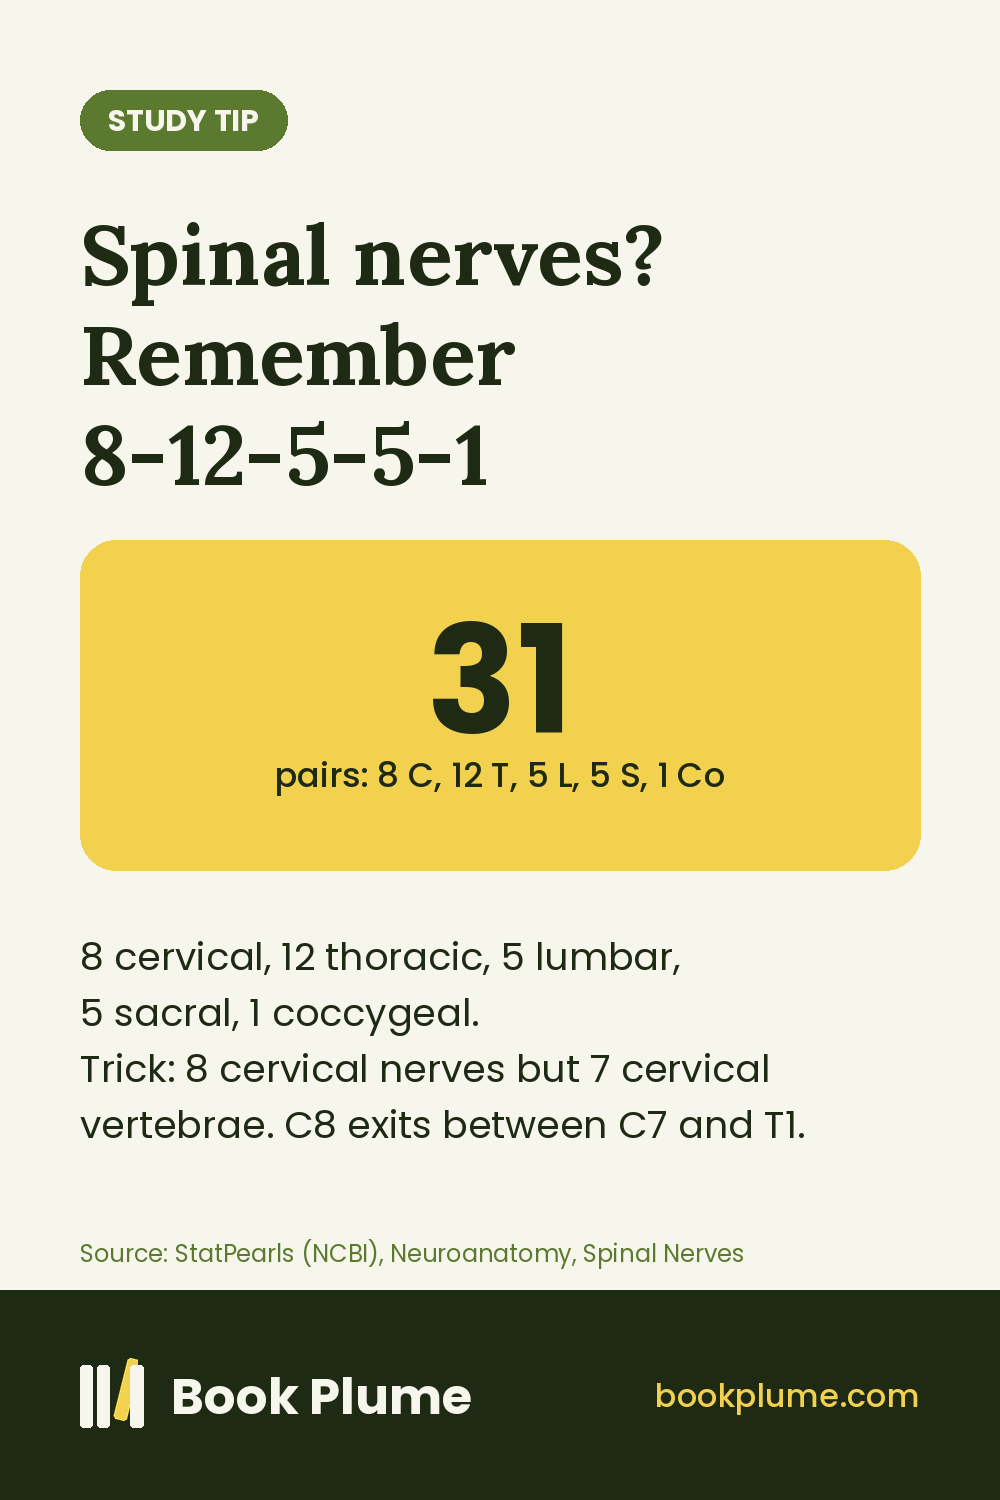 STUDY TIP
Spinal nerves?
Remember
8-12-5-5-1
31
pairs: 8 C, 12 T, 5 L, 5 S, 1 Co
8 cervical, 12 thoracic, 5 lumbar,
5 sacral, 1 coccygeal.
Trick: 8 cervical nerves but 7 cervical
vertebrae. C8 exits between C7 and T1.
Source: StatPearls (NCBI), Neuroanatomy, Spinal Nerves
Book Plume
bookplume.com